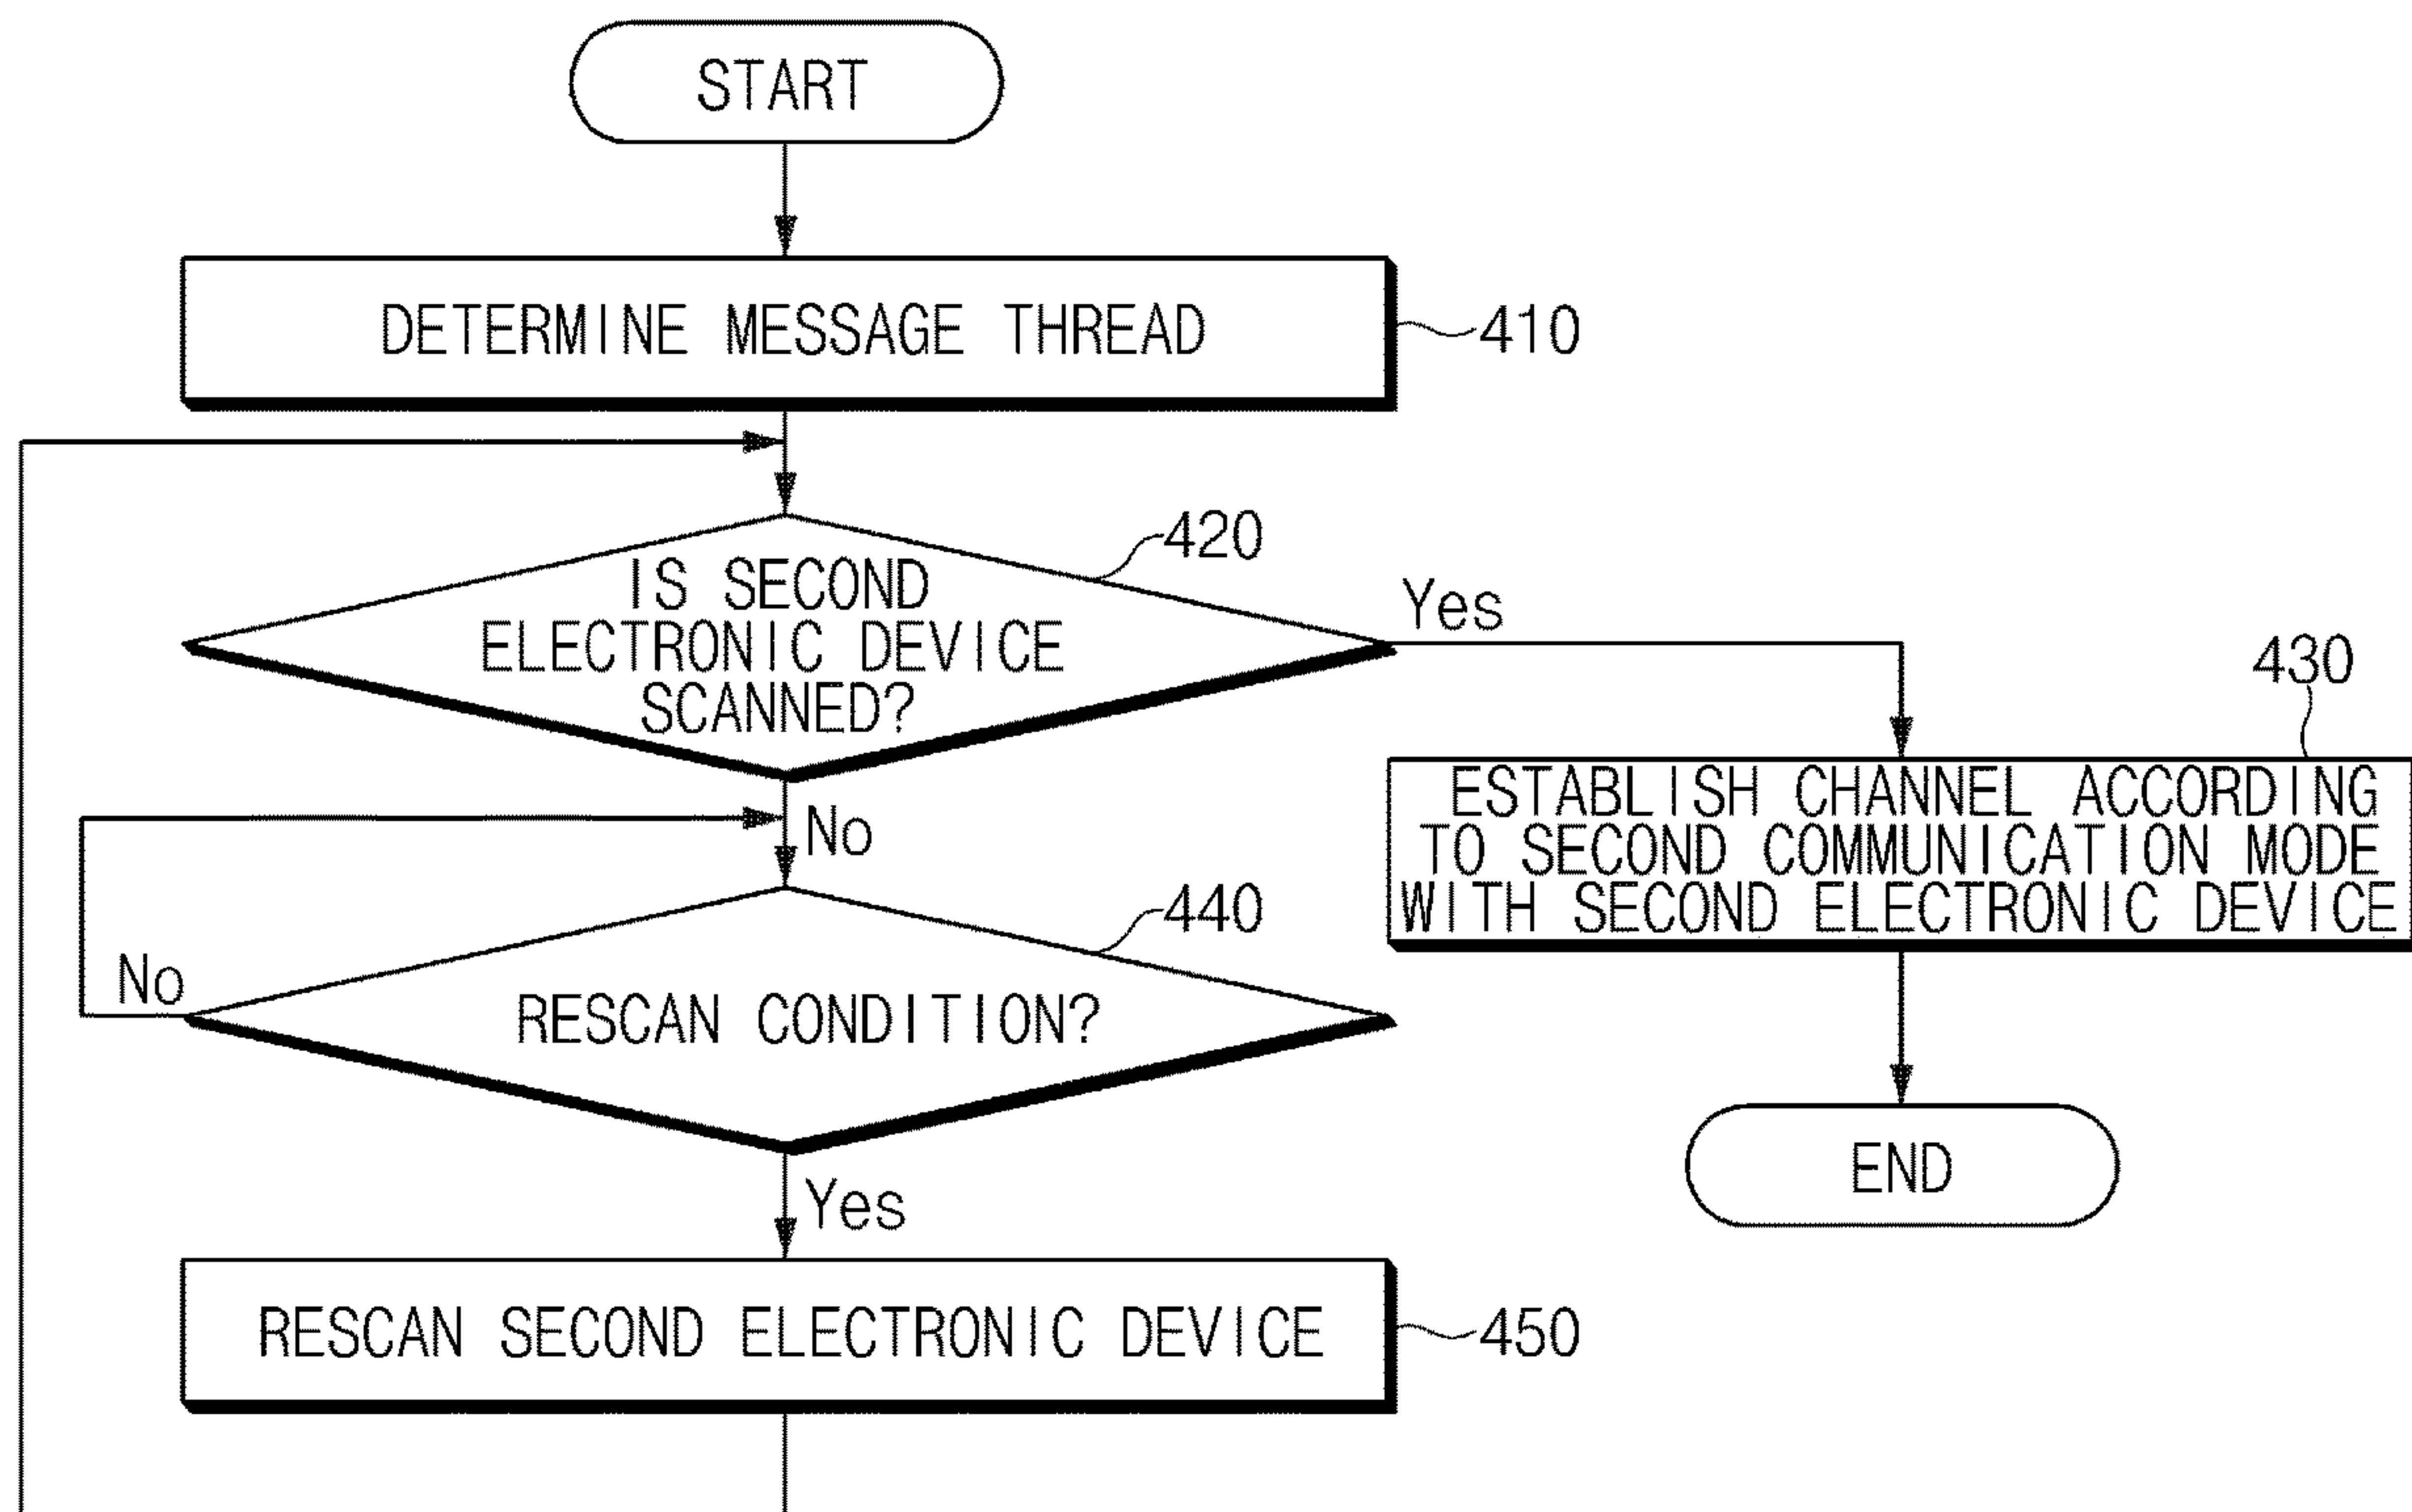 START
DETERMINE MESSAGE THREAD
410
420
IS SECOND
ELECTRONIC DEVICE
SCANNED?
Yes
430
ESTABLISH CHANNEL ACCORDING
TO SECOND COMMUNICATION MODE
WITH SECOND ELECTRONIC DEVICE
No
440
No
RESCAN CONDITION?
END
Yes
RESCAN SECOND ELECTRONIC DEVICE
450